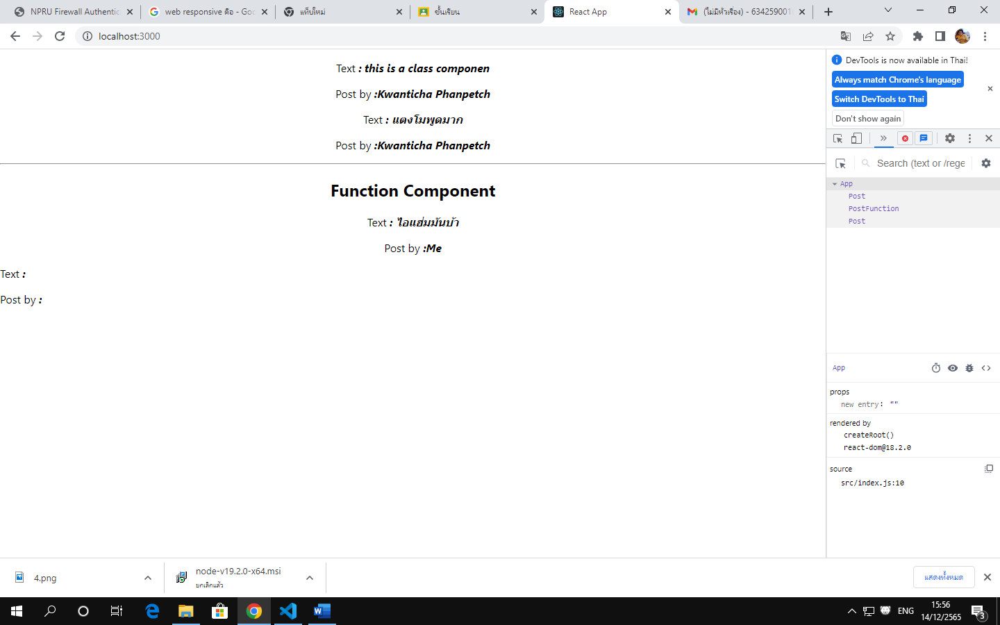 NPRU Firewall Authentic
web responsive คือ - Goo
แท็บใหม่
ชั้นเรียน
React App
(ไม่มีหัวเรื่อง) - 634259001
localhost:3000
Text : this is a class componen
Post by :Kwanticha Phanpetch
Text : แตงโมพุดมาก
Post by :Kwanticha Phanpetch
Function Component
Text : ไอแฮ่มมันบ้า
Post by :Me
Text :
Post by :
DevTools is now available in Thai!
Always match Chrome's language
Switch DevTools to Thai
Don't show again
Search (text or /rege
App
Post
PostFunction
Post
App
props
new entry: ""
rendered by
createRoot()
react-dom@18.2.0
source
src/index.js:10
4.png
node-v19.2.0-x64.msi
ยกเลิกแล้ว
แสดงทั้งหมด
ENG
15:56
14/12/2565
3